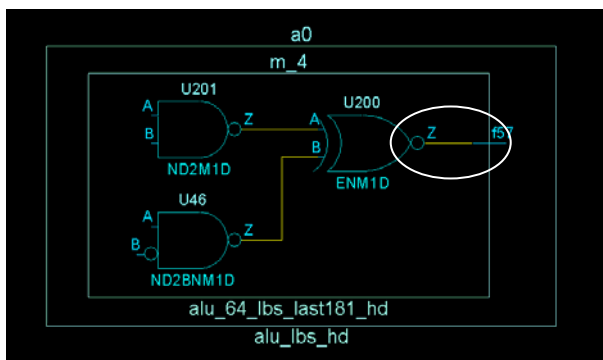 a0
m_4
U201
A
B
Z
ND2M1D
U200
A
B
Z
f57
ENM1D
U46
A
B
Z
ND2BNM1D
alu_64_lbs_last181_hd
alu_lbs_hd